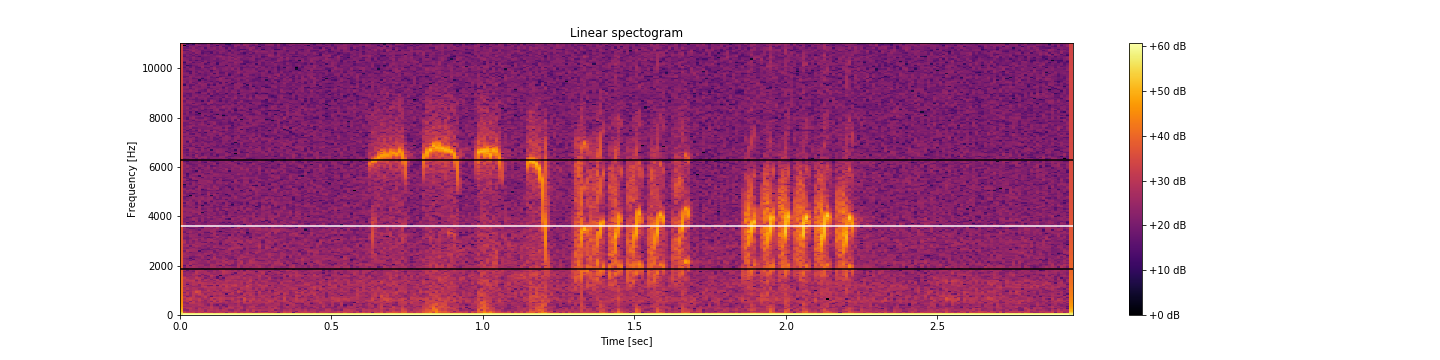 Linear spectogram
+60 dB
10000
+50 dB
8000
+40 dB
6000
Frequency [Hz]
+30 dB
4000
+20 dB
2000
+10 dB
0
+0 dB
0.0 0.5 1.0 1.5 2.0 2.5
Time [sec]